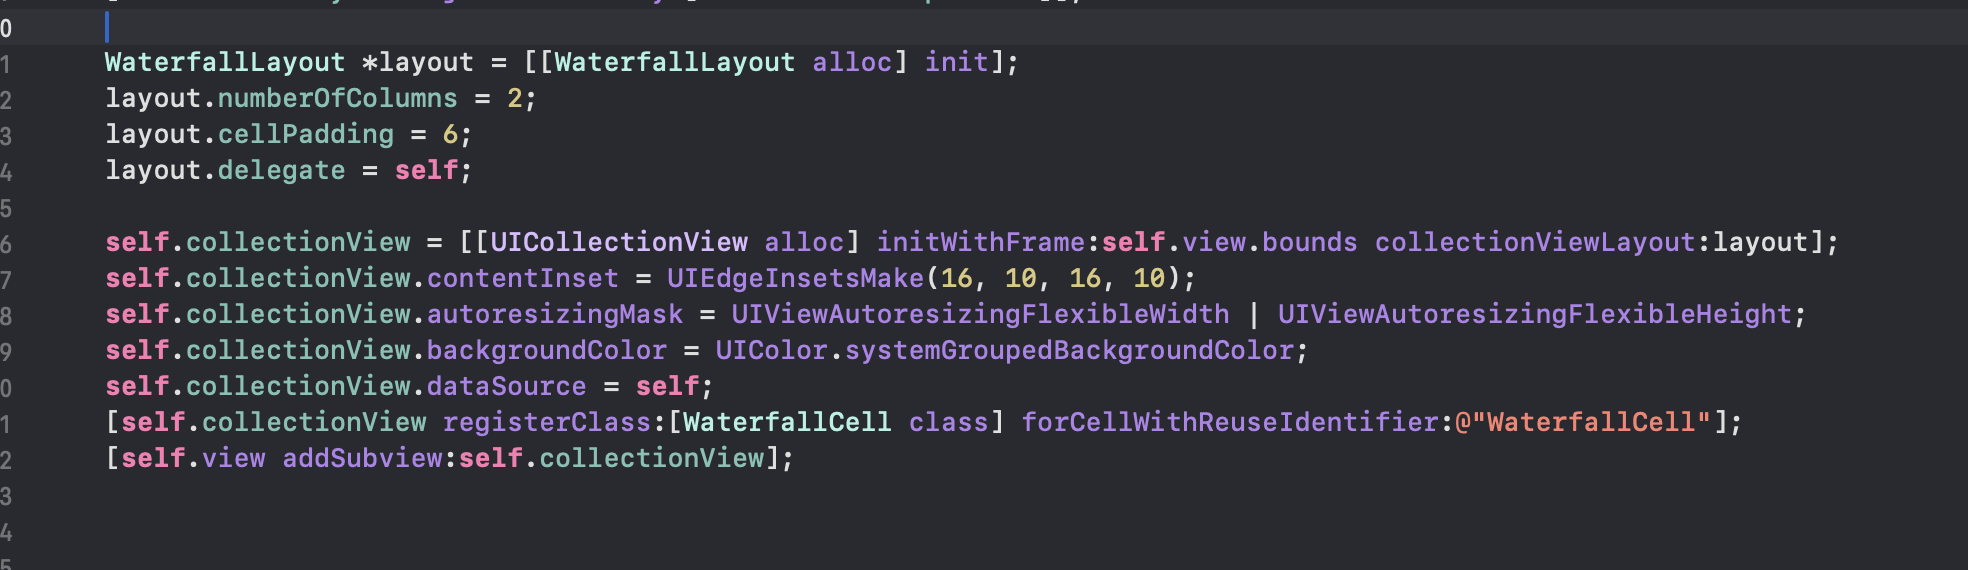 0
1 WaterfallLayout *layout = [[WaterfallLayout alloc] init];
2 layout.numberOfColumns = 2;
3 layout.cellPadding = 6;
4 layout.delegate = self;
5
6 self.collectionView = [[UICollectionView alloc] initWithFrame:self.view.bounds collectionViewLayout:layout];
7 self.collectionView.contentInset = UIEdgeInsetsMake(16, 10, 16, 10);
8 self.collectionView.autoresizingMask = UIViewAutoresizingFlexibleWidth | UIViewAutoresizingFlexibleHeight;
9 self.collectionView.backgroundColor = UIColor.systemGroupedBackgroundColor;
0 self.collectionView.dataSource = self;
1 [self.collectionView registerClass:[WaterfallCell class] forCellWithReuseIdentifier:@"WaterfallCell"];
2 [self.view addSubview:self.collectionView];
3
4
5